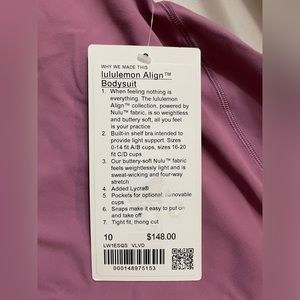 WHY WE MADE THIS
lululemon Align™
Bodysuit
1. When feeling nothing is
everything. The lululemon
Align™ collection, powered by
Nulu™ fabric, is so weightless
and buttery soft, all you feel
is your practice
2. Built-in shelf bra intended to
provide light support. Sizes
0-14 fit A/B cups, sizes 16-20
fit C/D cups
3. Our buttery-soft Nulu™ fabric
feels weightlessly light and is
sweat-wicking and four-way
stretch
4. Added Lycra®
5. Pockets for optional, removable
cups
6. Snaps make it easy to put on
and take off
7. Tight fit, thong cut
10 $148.00
LW1ESQS VLVD
000148975153